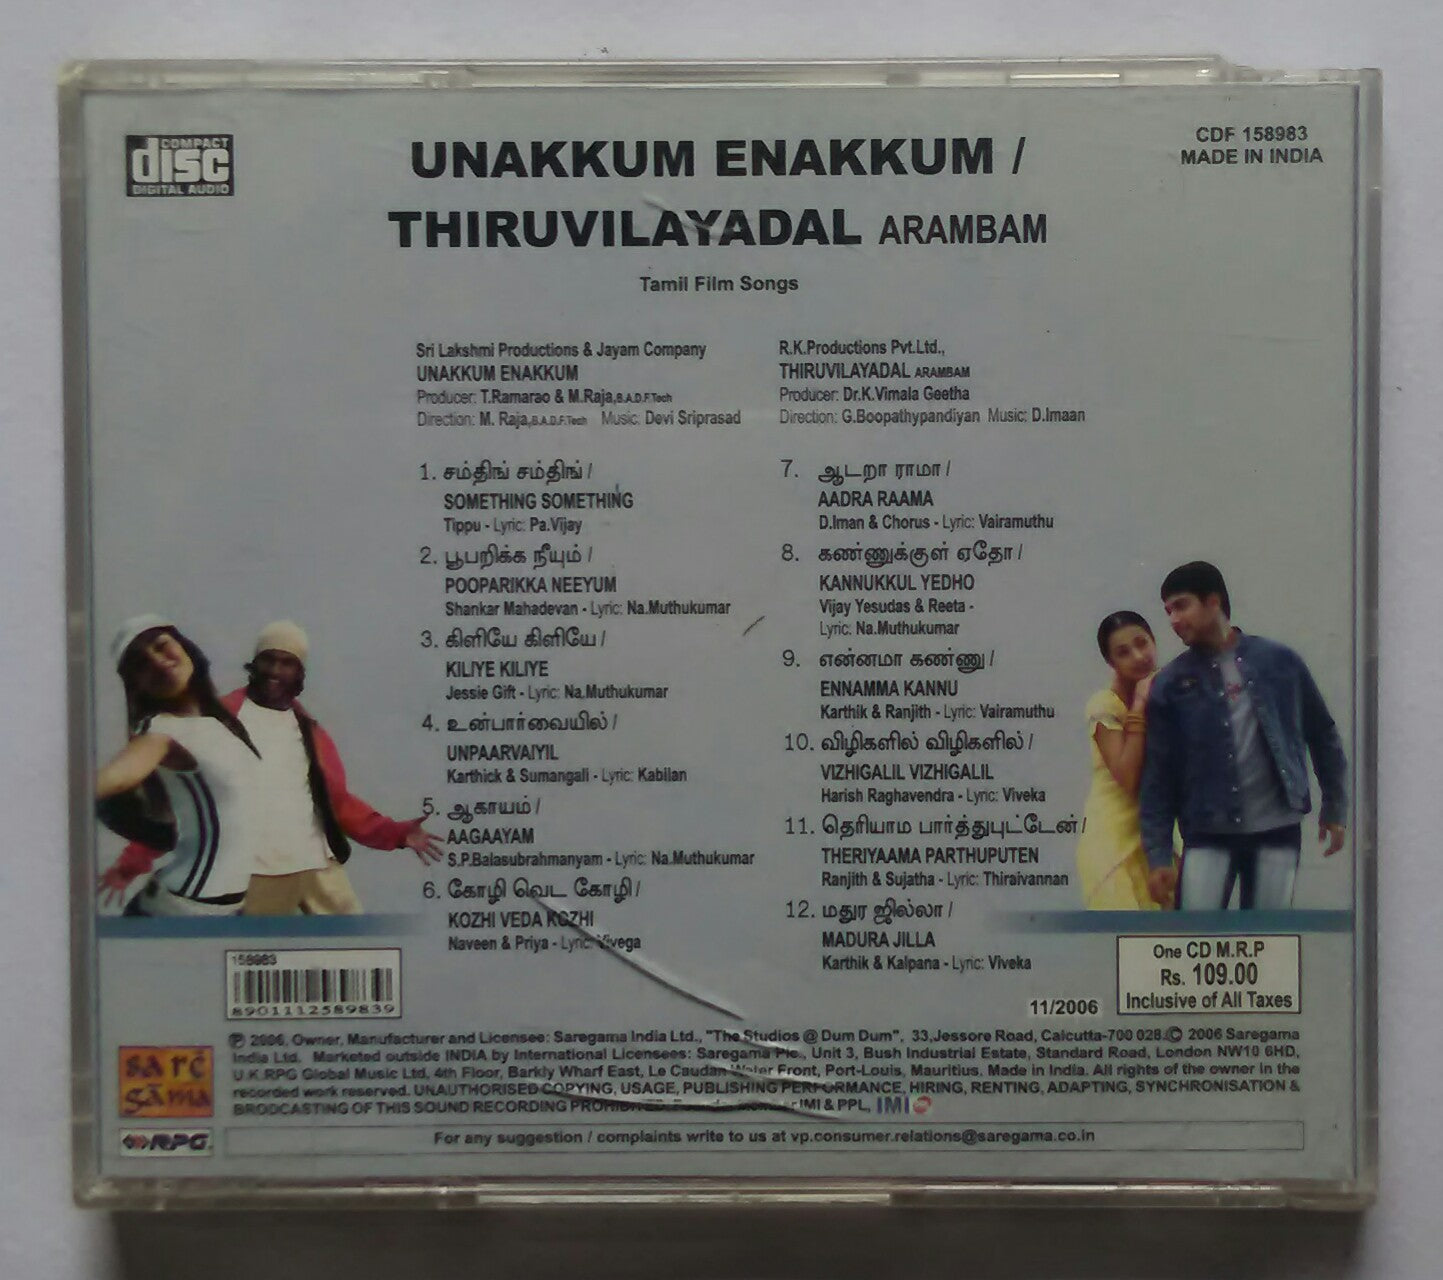 COMPACT
disc
DIGITAL AUDIO
UNAKKUM ENAKKUM /
THIRUVILAYADAL ARAMBAM
Tamil Film Songs
CDF 158983
MADE IN INDIA
Sri Lakshmi Productions & Jayam Company
UNAKKUM ENAKKUM
Producer: T.Ramarao & M.Raja,B.A.D.F.Tech
Direction: M. Raja,B.A.D.F.Tech Music: Devi Sriprasad
1. சம்திங் சம்திங் /
SOMETHING SOMETHING
Tippu - Lyric: Pa.Vijay
2. பூபறிக்க நீயும் /
POOPARIKKA NEEYUM
Shankar Mahadevan - Lyric: Na.Muthukumar
3. கிளியே கிளியே /
KILIYE KILIYE
Jessie Gift - Lyric: Na.Muthukumar
4. உன்பார்வையில் /
UNPAARVAIYIL
Karthick & Sumangali - Lyric: Kabilan
5. ஆகாயம் /
AAGAAYAM
S.P.Balasubrahmanyam - Lyric: Na.Muthukumar
6. கோழி வெட கோழி /
KOZHI VEDA KOZHI
Naveen & Priya - Lyric: Vivega
R.K.Productions Pvt.Ltd.,
THIRUVILAYADAL ARAMBAM
Producer: Dr.K.Vimala Geetha
Direction: G.Boopathypandiyan Music: D.Imaan
7. ஆடறா ராமா /
AADRA RAAMA
D.Iman & Chorus - Lyric: Vairamuthu
8. கண்ணுக்குள் ஏதோ /
KANNUKKUL YEDHO
Vijay Yesudas & Reeta -
Lyric: Na.Muthukumar
9. என்னமா கண்ணு /
ENNAMMA KANNU
Karthik & Ranjith - Lyric: Vairamuthu
10. விழிகளில் விழிகளில் /
VIZHIGALIL VIZHIGALIL
Harish Raghavendra - Lyric: Viveka
11. தெரியாம பார்த்துபுட்டேன் /
THERIYAAMA PARTHUPUTEN
Ranjith & Sujatha - Lyric: Thiraivannan
12. மதுர ஜில்லா /
MADURA JILLA
Karthik & Kalpana - Lyric: Viveka
158983
8901112589839
11/2006
One CD M.R.P
Rs. 109.00
Inclusive of All Taxes
sa re
gama
RPG
℗ 2006, Owner, Manufacturer and Licensee: Saregama India Ltd., "The Studios @ Dum Dum", 33,Jessore Road, Calcutta-700 028.© 2006 Saregama
India Ltd. Marketed outside INDIA by International Licensees: Saregama Plc., Unit 3, Bush Industrial Estate, Standard Road, London NW10 6HD,
U.K.RPG Global Music Ltd, 4th Floor, Barkly Wharf East, Le Caudan Water Front, Port-Louis, Mauritius. Made in India. All rights of the owner in the
recorded work reserved. UNAUTHORISED COPYING, USAGE, PUBLISHING PERFORMANCE, HIRING, RENTING, ADAPTING, SYNCHRONISATION &
BRODCASTING OF THIS SOUND RECORDING PROHIBITED. IMI & PPL, IMI
For any suggestion / complaints write to us at vp.consumer.relations@saregama.co.in